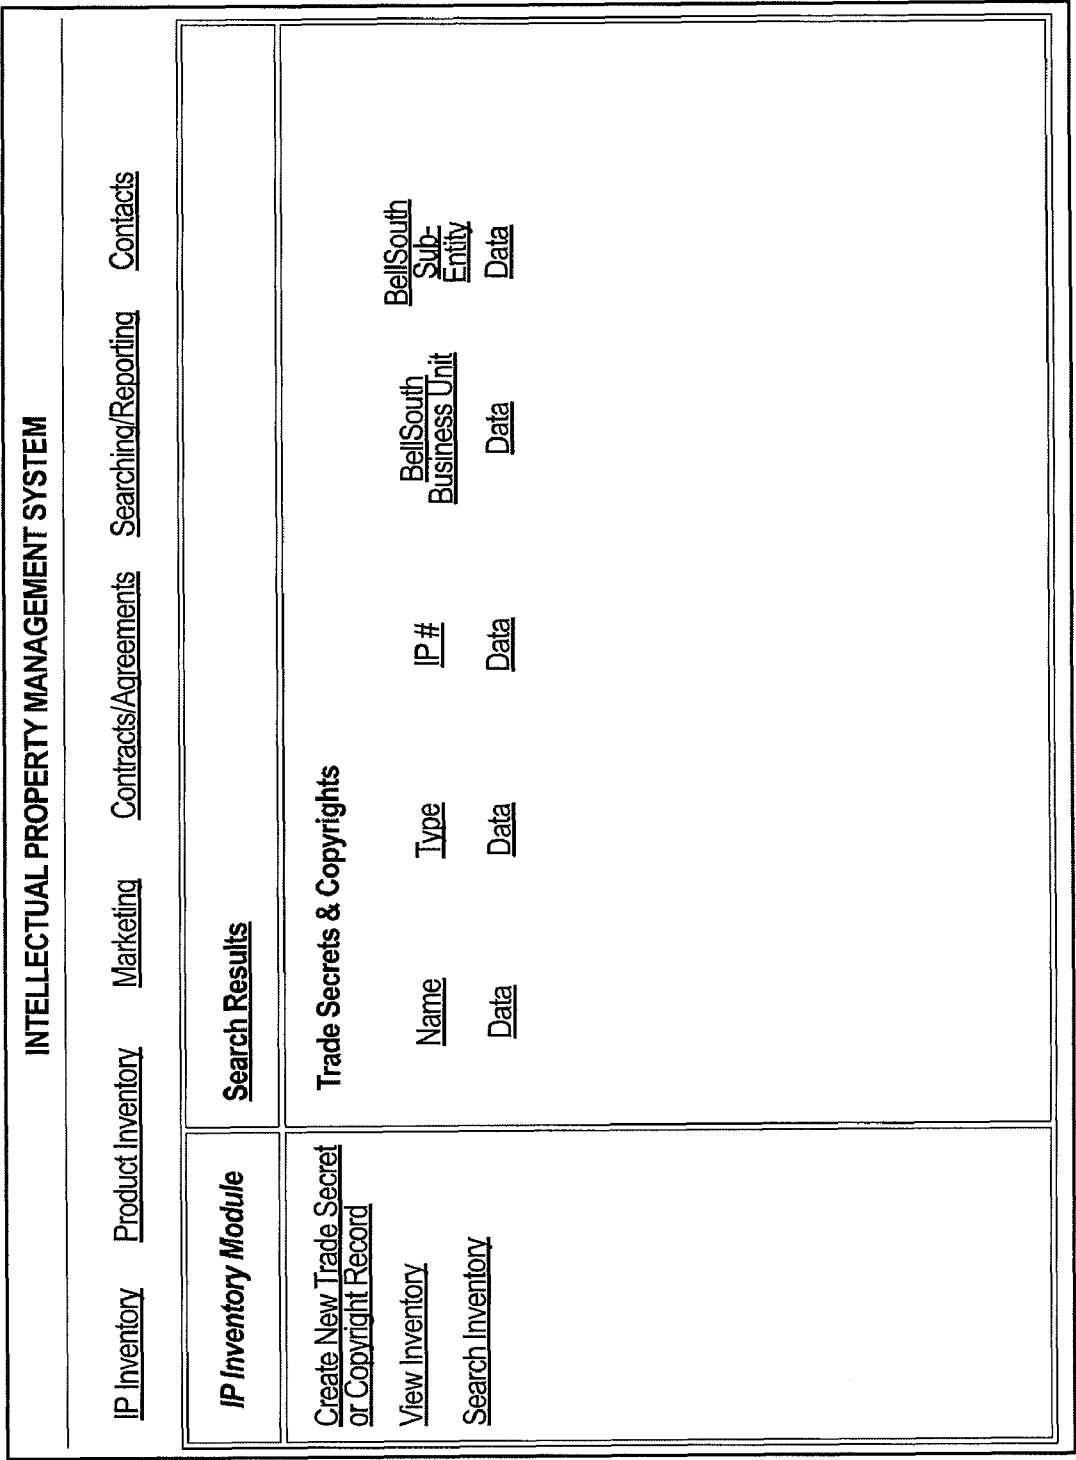 INTELLECTUAL PROPERTY MANAGEMENT SYSTEM
IP Inventory Product Inventory Marketing Contracts/Agreements Searching/Reporting Contacts
IP Inventory Module
Search Results
Create New Trade Secret
or Copyright Record
View Inventory
Search Inventory
Trade Secrets & Copyrights
Name Type IP # BellSouth Business Unit BellSouth Sub-Entity
Data Data Data Data Data